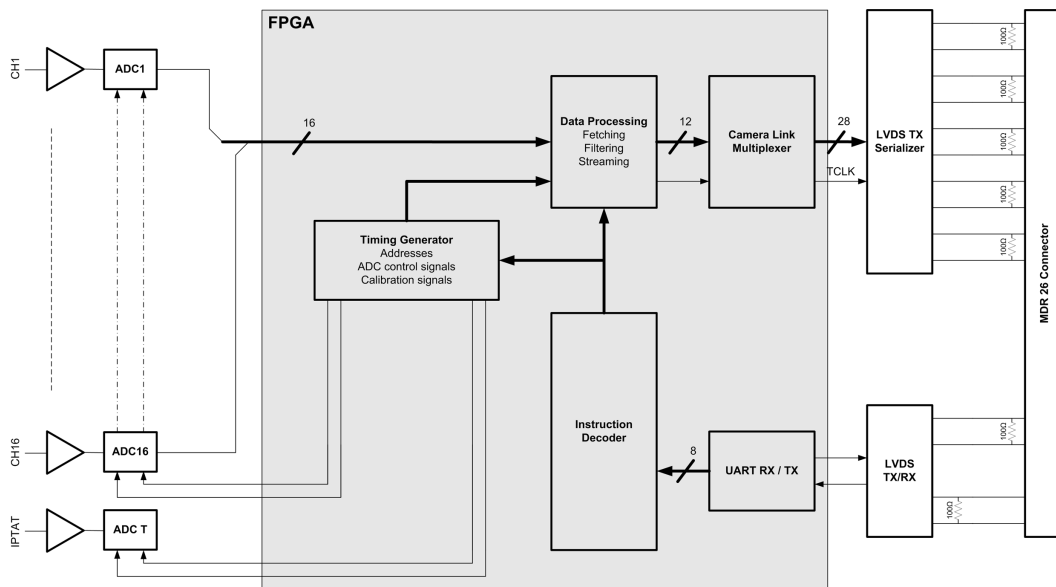 FPGA
CH1
ADC1
16
Data Processing
Fetching
Filtering
Streaming
12
Camera Link
Multiplexer
28
TCLK
LVDS TX
Serializer
100Ω
100Ω
100Ω
100Ω
100Ω
MDR 26 Connector
Timing Generator
Addresses
ADC control signals
Calibration signals
CH16
ADC16
Instruction
Decoder
8
UART RX / TX
LVDS
TX/RX
100Ω
100Ω
IPTAT
ADC T